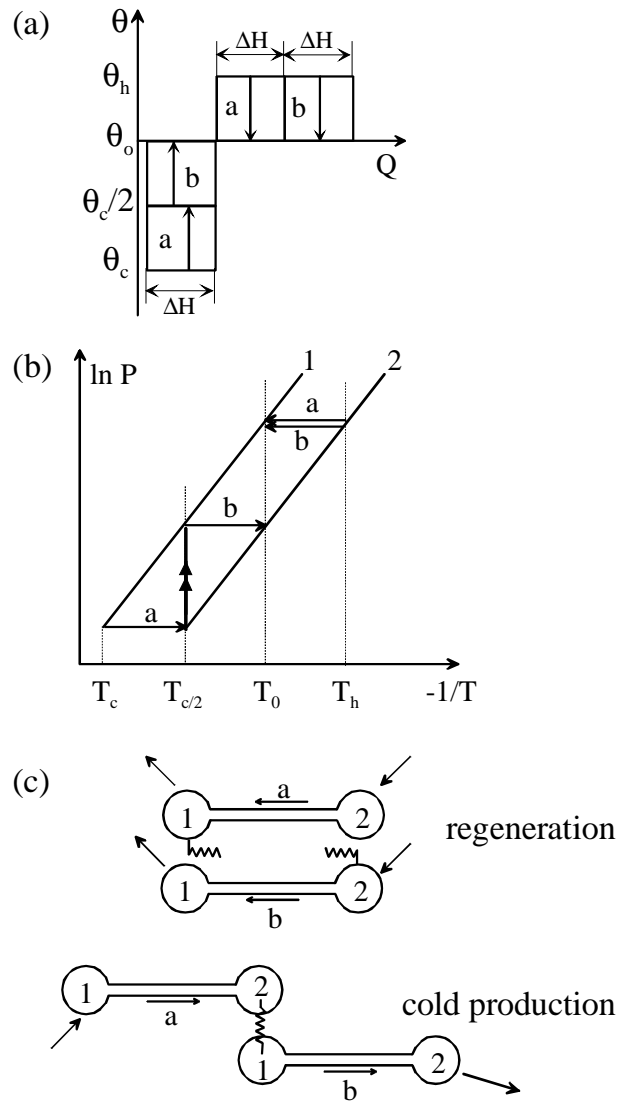 (a)
θ
ΔH ΔH
θh
a b
θo
Q
b
θc/2
a
θc
ΔH
(b)
ln P
1 2
a
b
b
a
Tc Tc/2 T0 Th -1/T
(c)
a
1 2
regeneration
1 2
b
1 2
cold production
a
1 2
b